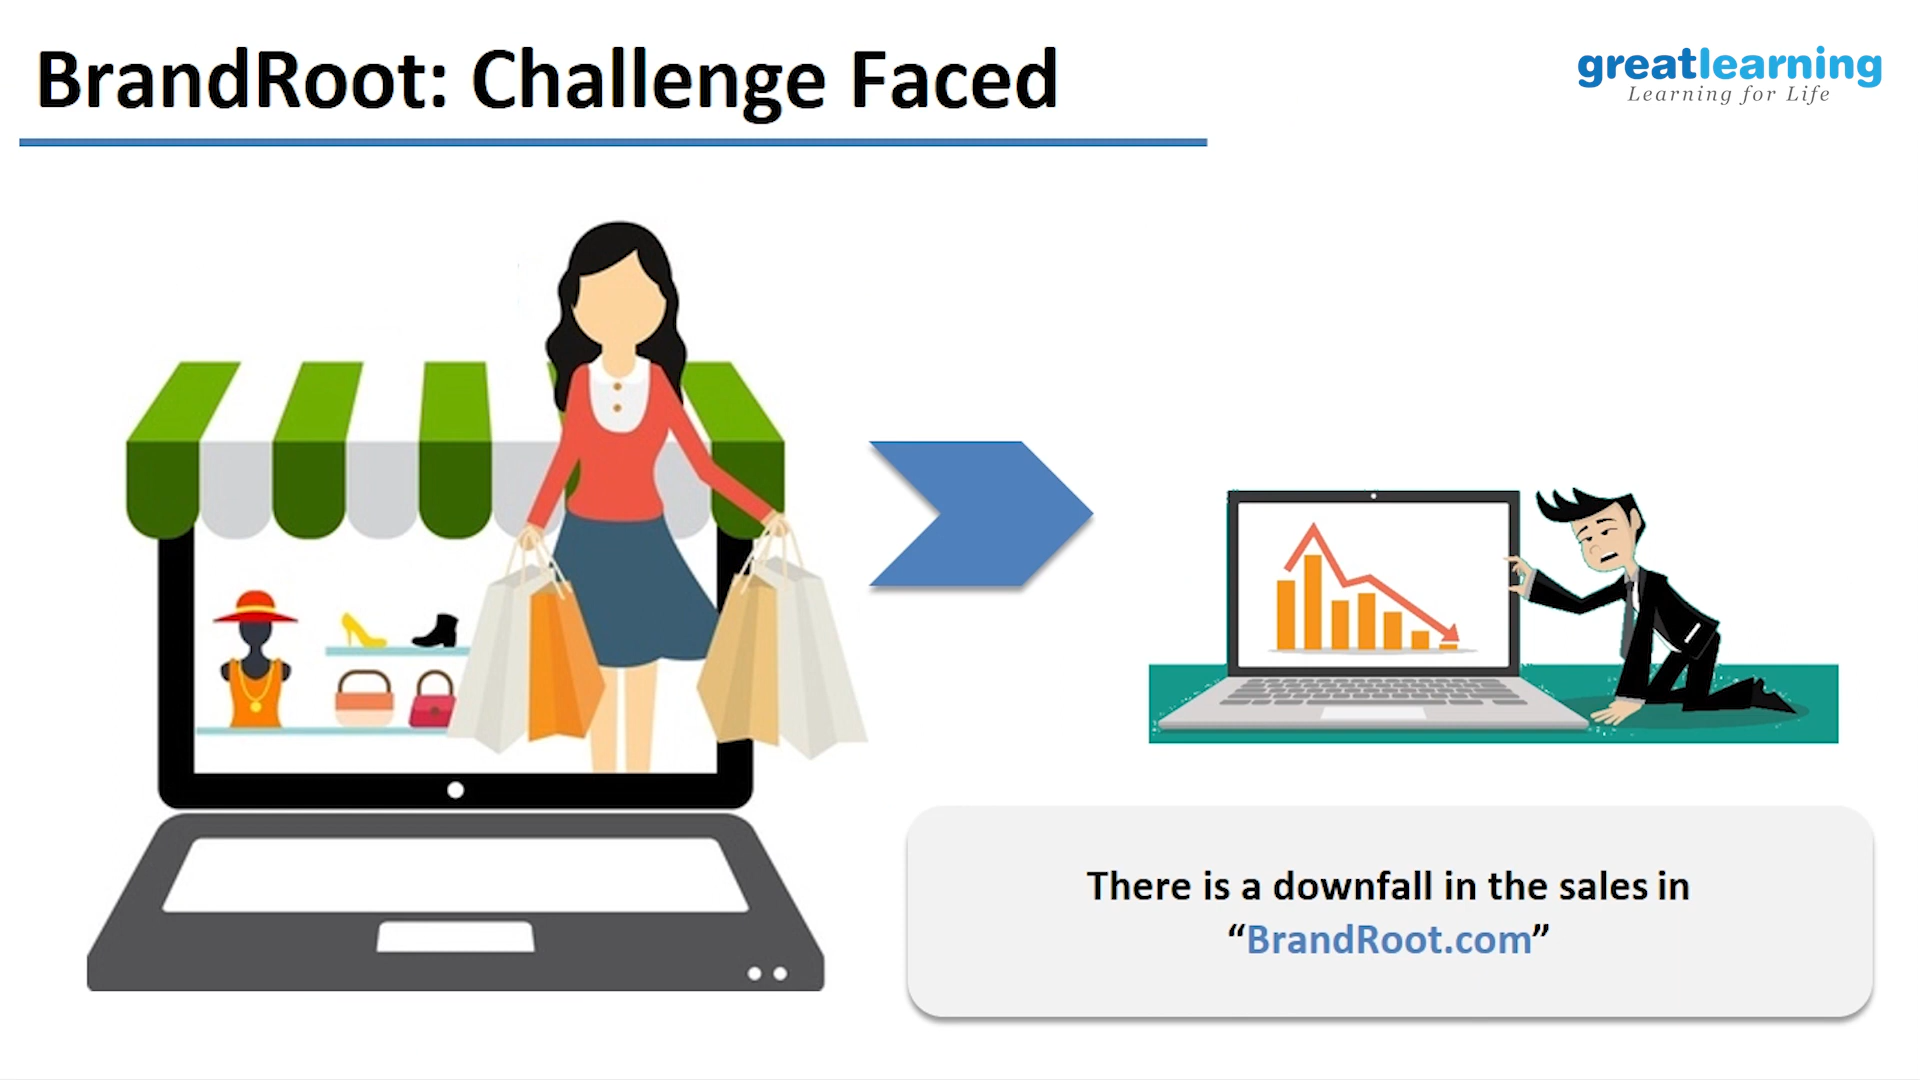 BrandRoot: Challenge Faced
greatlearning
Learning for Life
There is a downfall in the sales in
“BrandRoot.com”